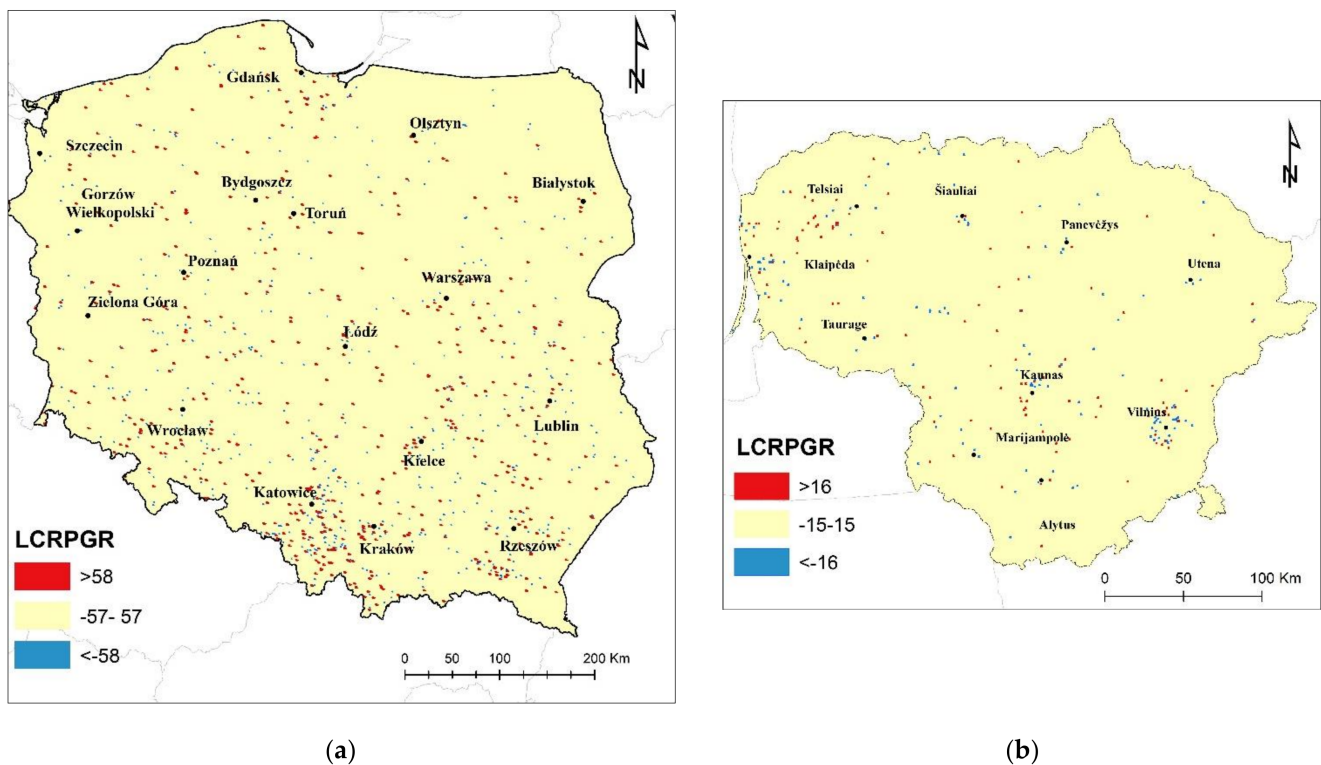 N
Gdańsk
Olsztyn
Szczecin
Gorzów
Wielkopolski
Bydgoszcz
Toruń
Białystok
Poznań
Warszawa
Zielona Góra
Łódź
Wrocław
Lublin
Kielce
Katowice
Kraków
Rzeszów
LCRPGR
>58
-57- 57
<-58
0 50 100 200 Km
(a)
N
Telsiai
Šiauliai
Panevėžys
Klaipėda
Utena
Taurage
Kaunas
Vilnius
Marijampolė
Alytus
LCRPGR
>16
-15-15
<-16
0 50 100 Km
(b)